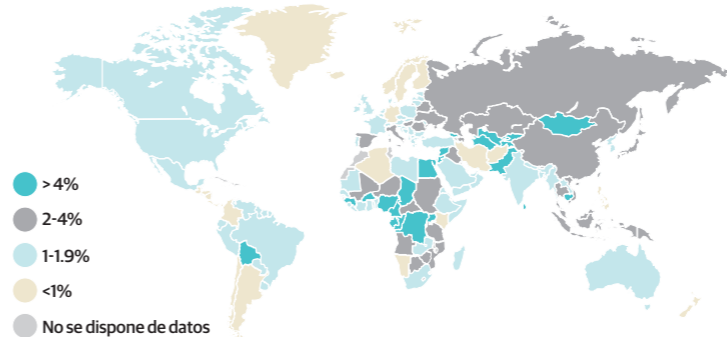 > 4%
2-4%
1-1.9%
<1%
No se dispone de datos